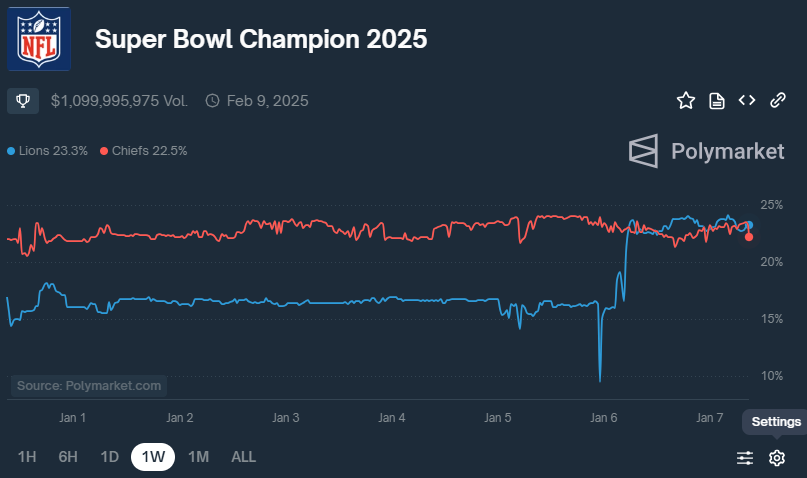 NFL
Super Bowl Champion 2025
$1,099,995,975 Vol.
Feb 9, 2025
Lions 23.3%
Chiefs 22.5%
Polymarket
25%
20%
15%
10%
Source: Polymarket.com
Jan 1
Jan 2
Jan 3
Jan 4
Jan 5
Jan 6
Jan 7
Settings
1H
6H
1D
1W
1M
ALL